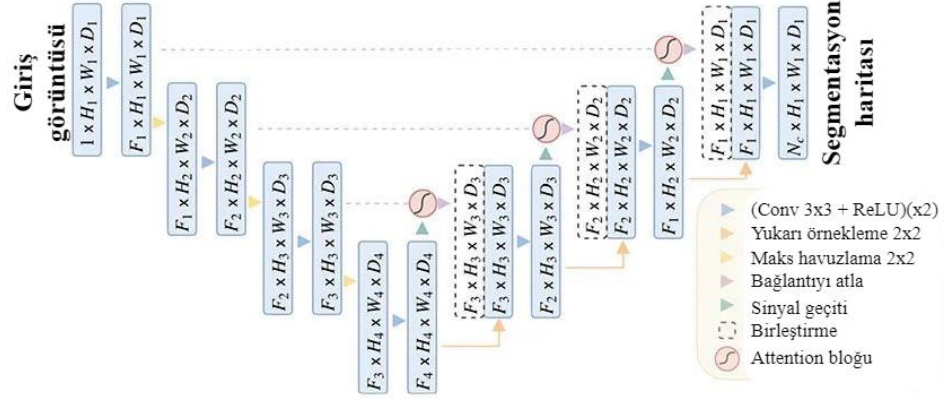 Giriş
görüntüsü
1 x H1 x W1 x D1
F1 x H1 x W1 x D1
F1 x H2 x W2 x D2
F2 x H2 x W2 x D2
F2 x H3 x W3 x D3
F3 x H3 x W3 x D3
F3 x H4 x W4 x D4
F4 x H4 x W4 x D4
F3 x H3 x W3 x D3
F3 x H3 x W3 x D3
F2 x H3 x W3 x D3
F2 x H2 x W2 x D2
F2 x H2 x W2 x D2
F1 x H2 x W2 x D2
F1 x H1 x W1 x D1
F1 x H1 x W1 x D1
Nc x H1 x W1 x D1
Segmentasyon
haritası
(Conv 3x3 + ReLU)(x2)
Yukarı örnekleme 2x2
Maks havuzlama 2x2
Bağlantıyı atla
Sinyal geçiti
Birleştirme
Attention bloğu